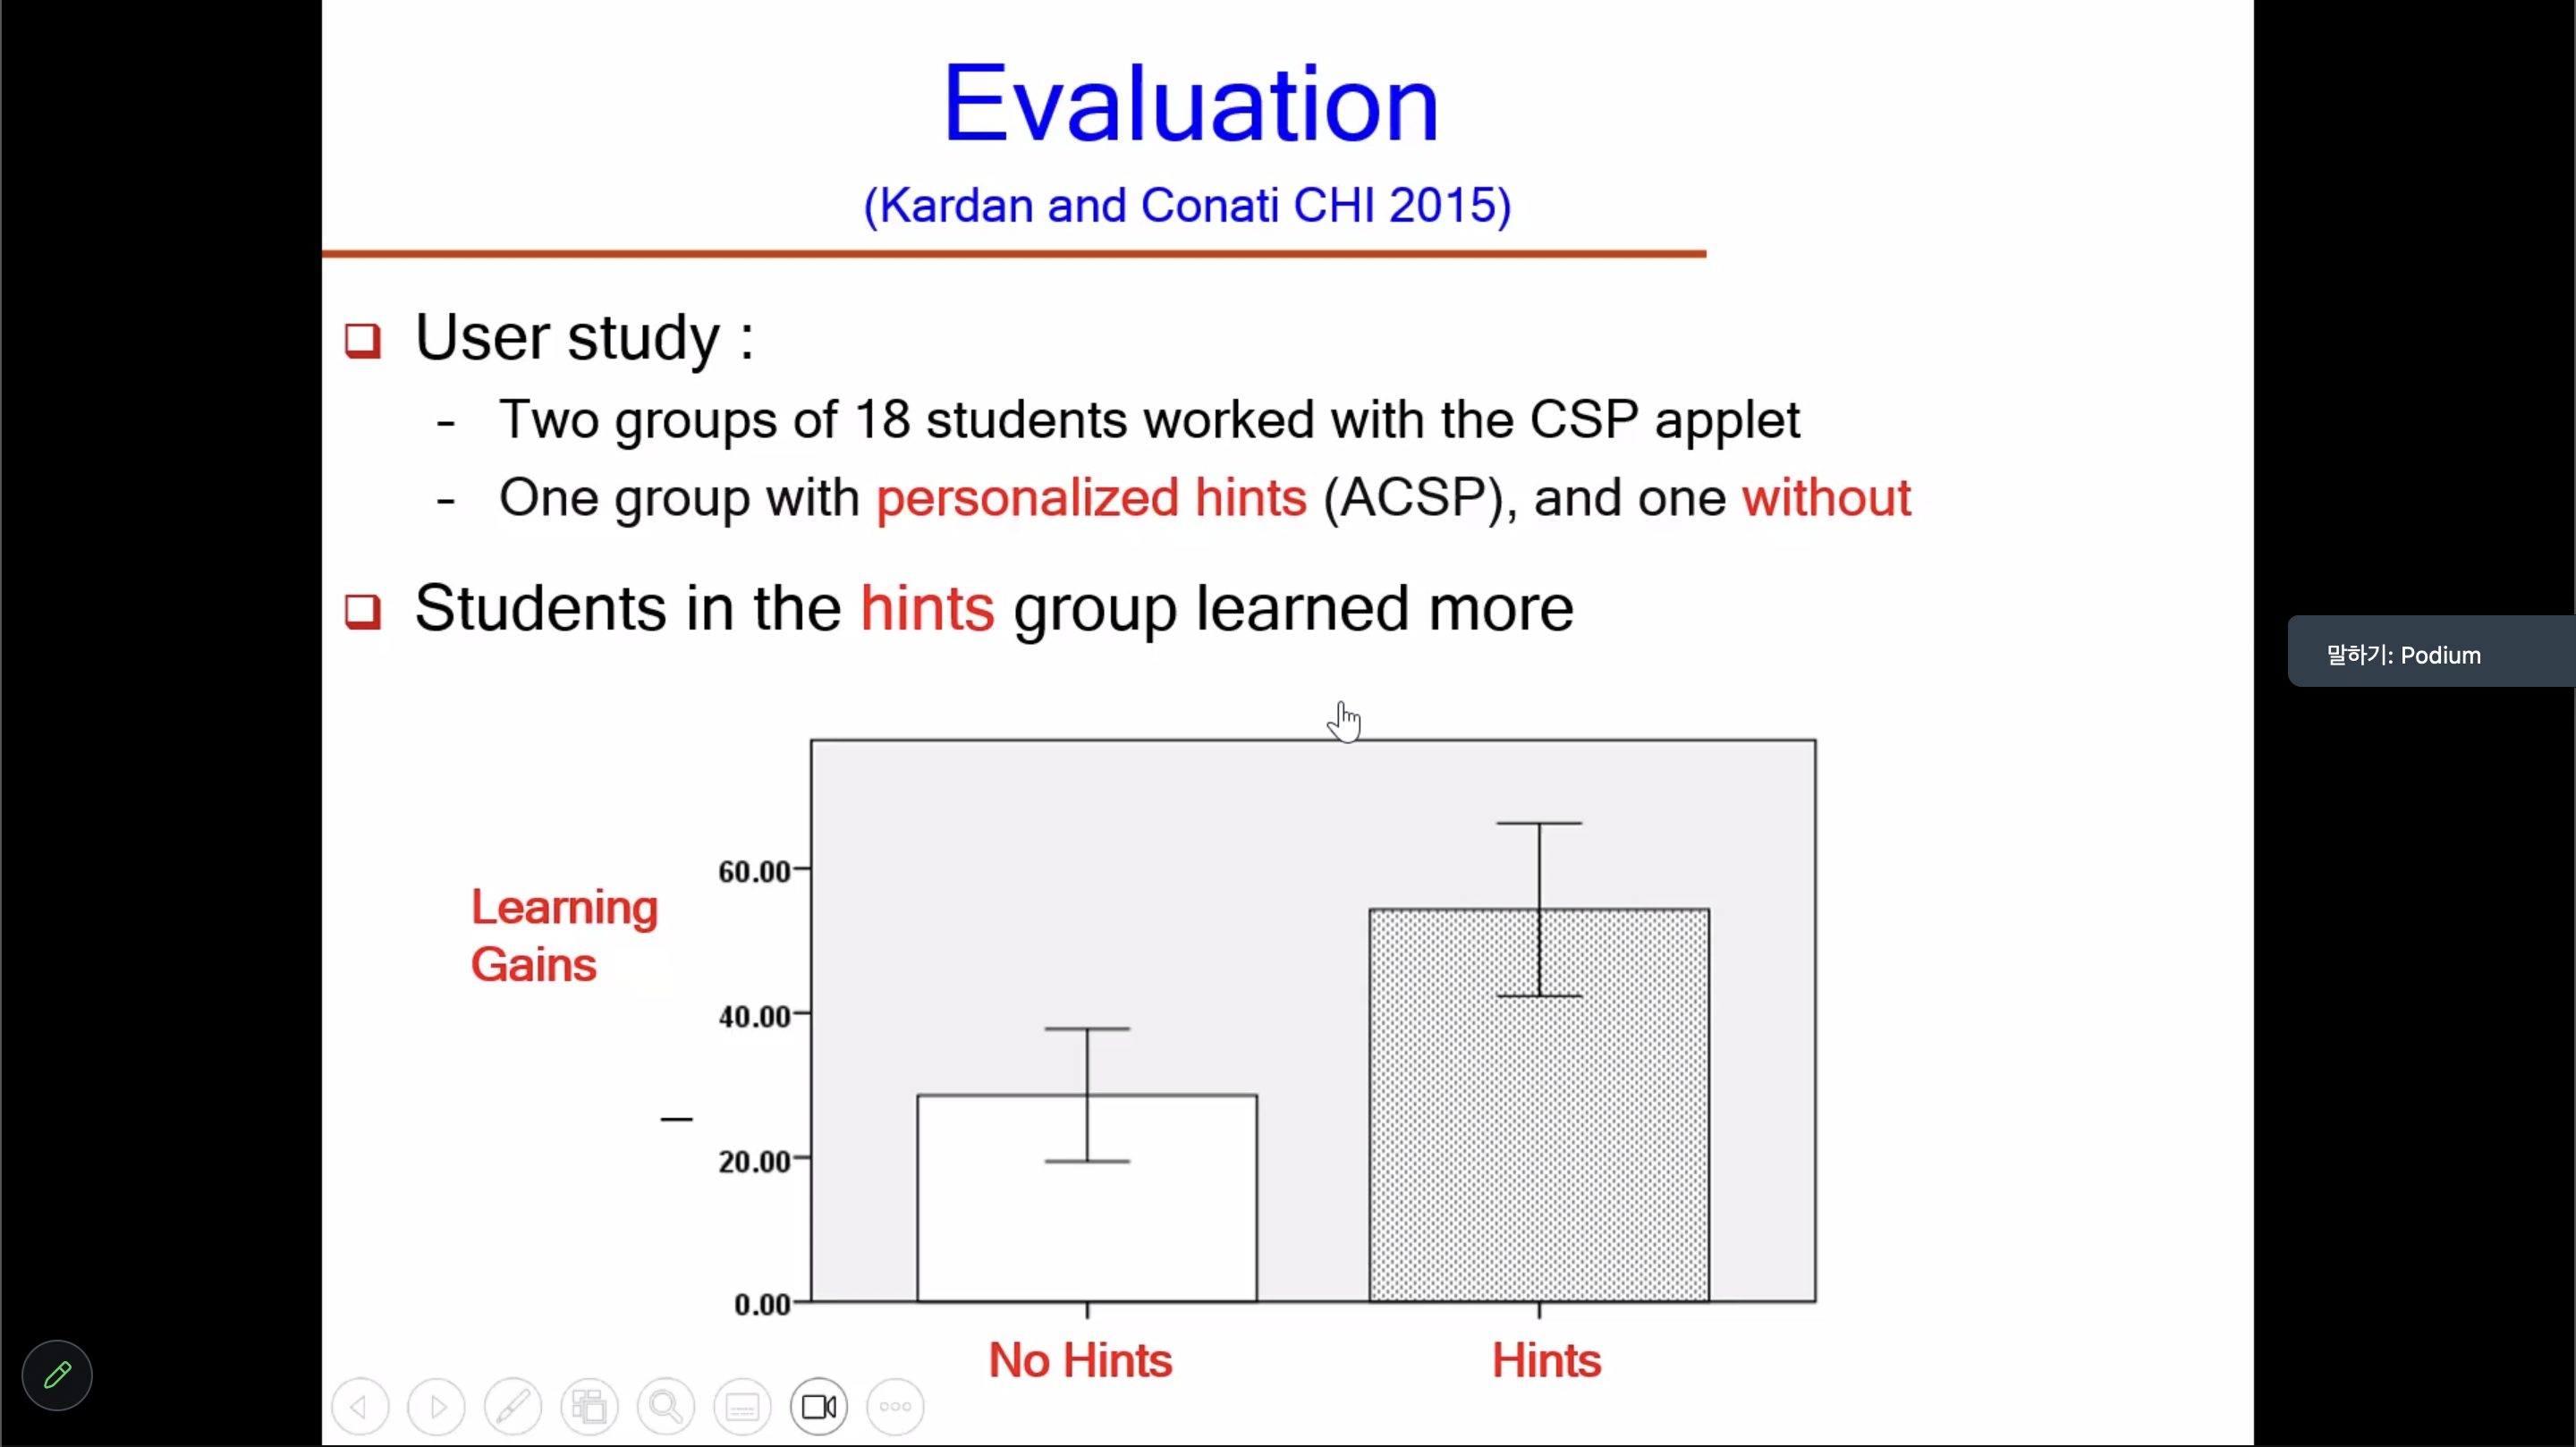 Evaluation
(Kardan and Conati CHI 2015)
User study :
- Two groups of 18 students worked with the CSP applet
- One group with personalized hints (ACSP), and one without
Students in the hints group learned more
말하기: Podium
Learning
Gains
60.00
40.00
20.00
0.00
No Hints
Hints